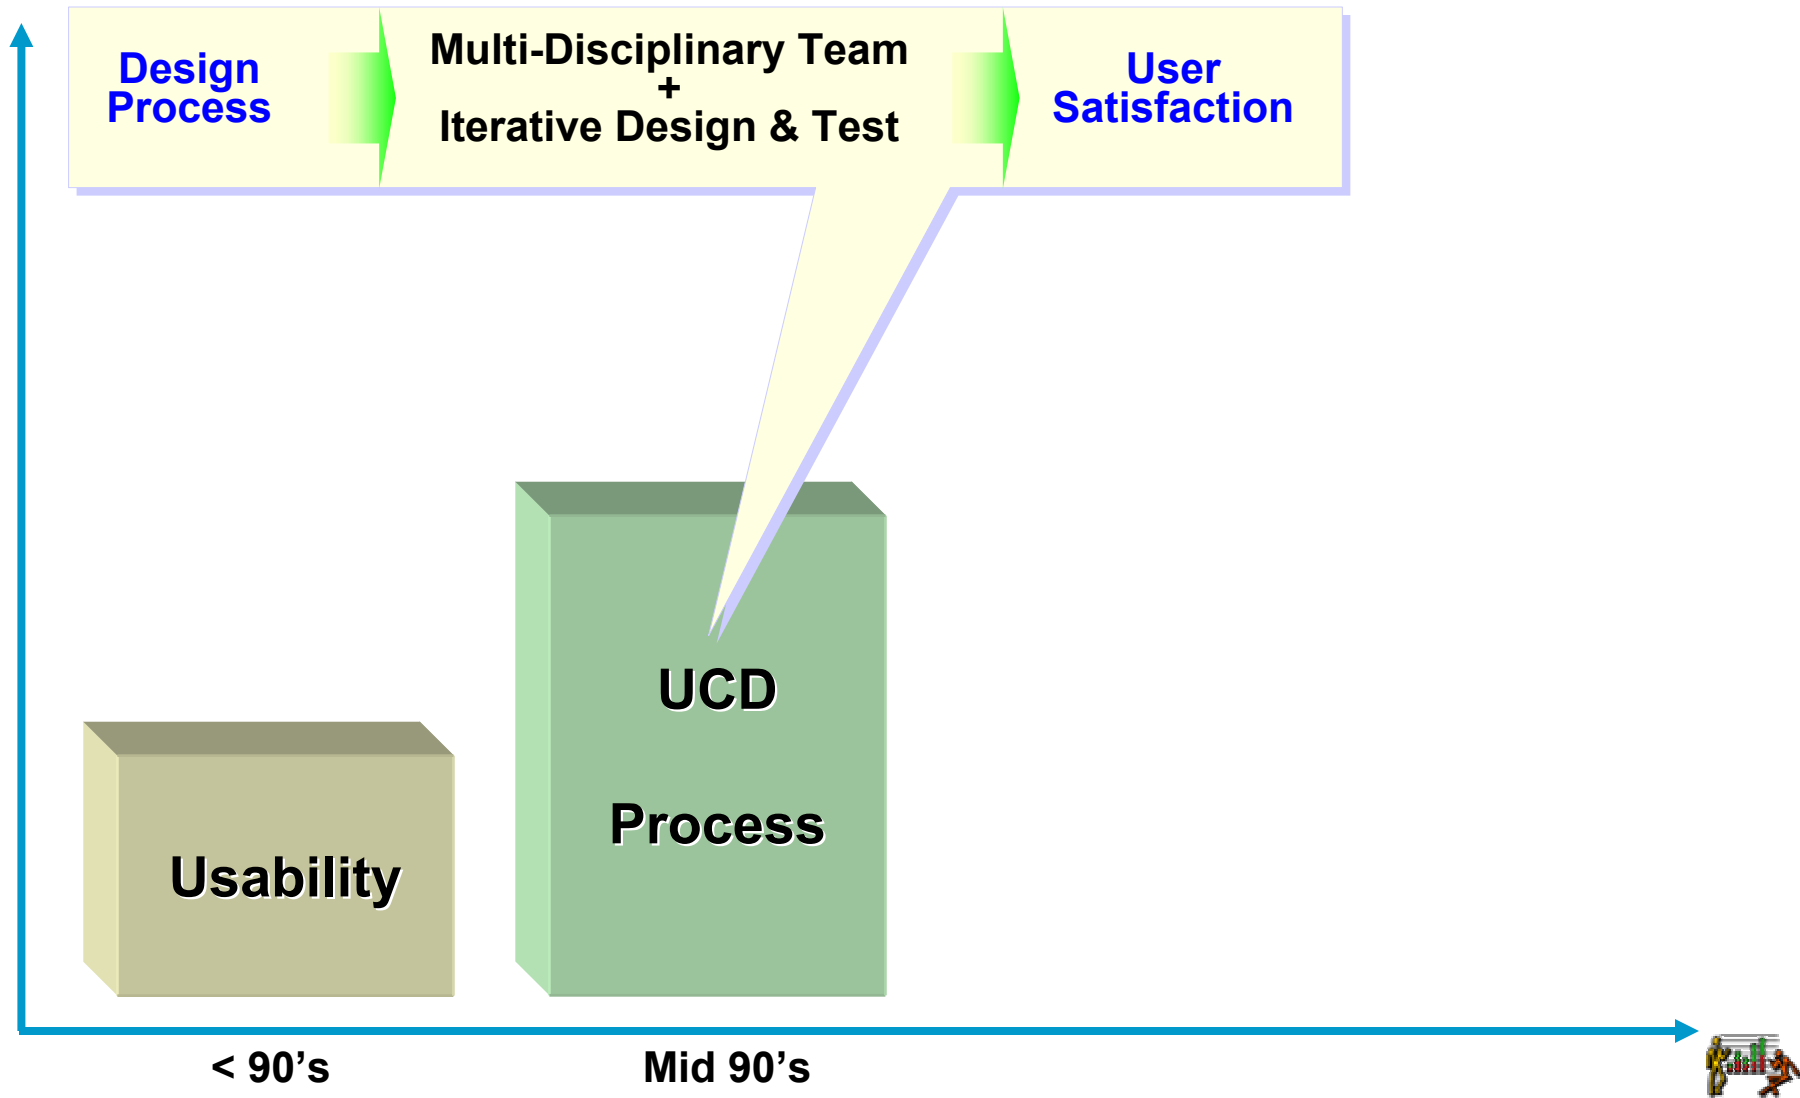 Design
Process
Multi-Disciplinary Team
+
Iterative Design & Test
User
Satisfaction
UCD
Process
Usability
< 90’s
Mid 90’s